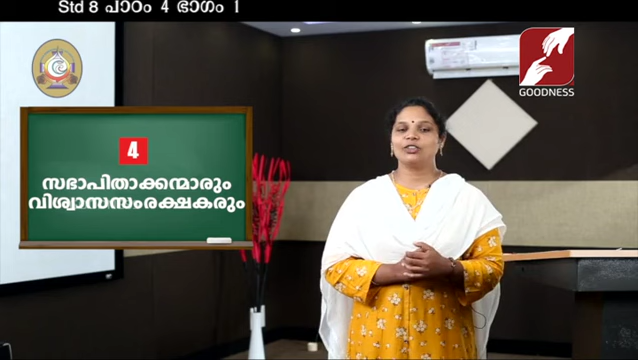 Std 8 പാഠം 4 ഭാഗം 1
GOODNESS
4
സഭാപിതാക്കന്മാരും
വിശ്വാസസംരക്ഷകരും